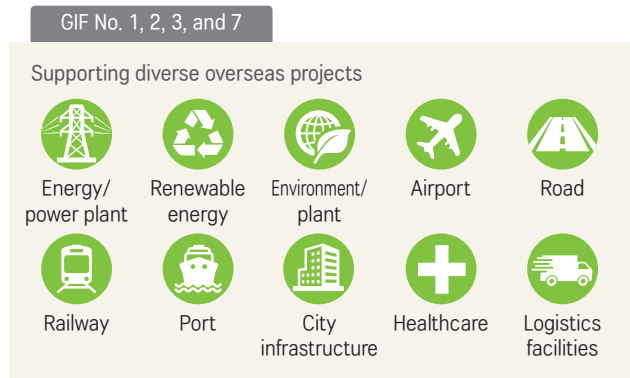 GIF No. 1, 2, 3, and 7
Supporting diverse overseas projects
Energy/
power plant
Renewable
energy
Environment/
plant
Airport
Road
Railway
Port
City
infrastructure
Healthcare
Logistics
facilities